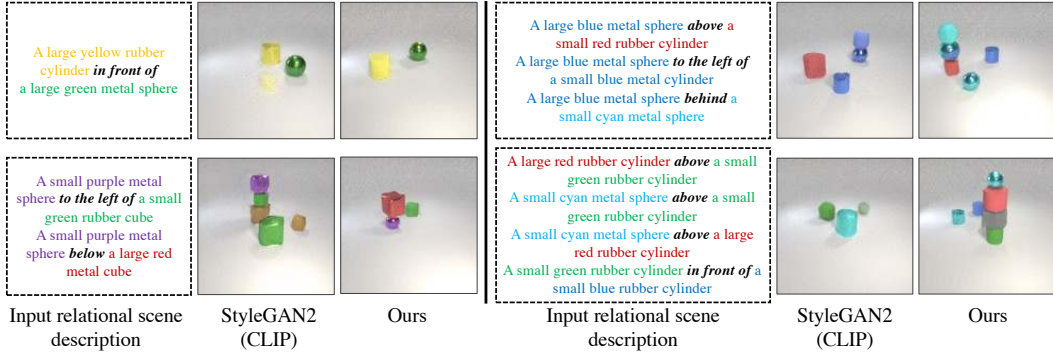 A large yellow rubber
cylinder in front of
a large green metal sphere
A small purple metal
sphere to the left of a small
green rubber cube
A small purple metal
sphere below a large red
metal cube
Input relational scene
description
StyleGAN2
(CLIP)
Ours
A large blue metal sphere above a
small red rubber cylinder
A large blue metal sphere to the left of
a small blue metal cylinder
A large blue metal sphere behind a
small cyan metal sphere
A large red rubber cylinder above a small
green rubber cylinder
A small cyan metal sphere above a small
green rubber cylinder
A small cyan metal sphere above a large
red rubber cylinder
A small green rubber cylinder in front of a
small blue rubber cylinder
Input relational scene
description
StyleGAN2
(CLIP)
Ours